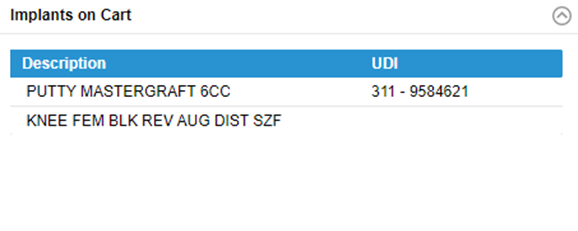 Implants on Cart
Description UDI
PUTTY MASTERGRAFT 6CC 311 - 9584621
KNEE FEM BLK REV AUG DIST SZF